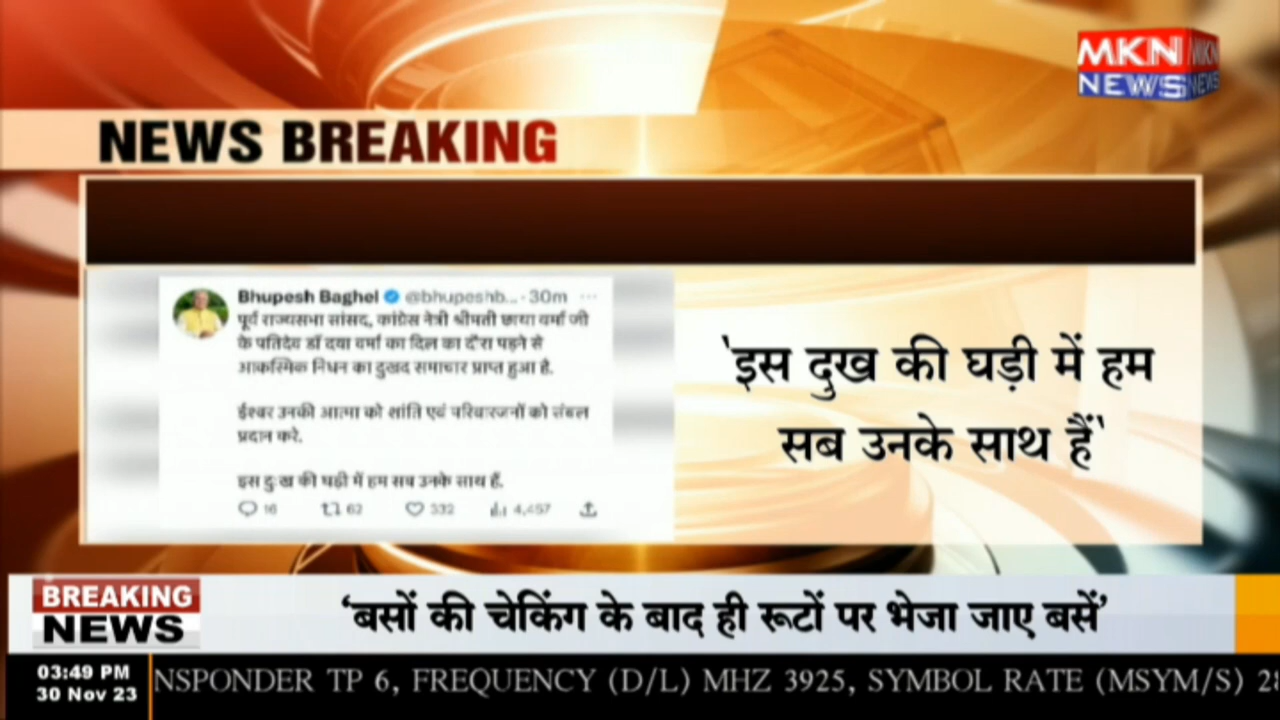 MKN
NEWS
NEWS BREAKING
Bhupesh Baghel @bhupeshb... · 30m ...
पूर्व राज्यसभा सांसद, कांग्रेस नेत्री श्रीमती छाया वर्मा जी
के पतिदेव डॉ दया वर्मा का दिल का दौरा पड़ने से
आकस्मिक निधन का दुखद समाचार प्राप्त हुआ है.
ईश्वर उनकी आत्मा को शांति एवं परिवारजनों को संबल
प्रदान करे.
इस दुःख की घड़ी में हम सब उनके साथ हैं.
16 62 332 4,457
'इस दुख की घड़ी में हम
सब उनके साथ हैं'
BREAKING
NEWS
‘बसों की चेकिंग के बाद ही रूटों पर भेजा जाए बसें’
03:49 PM
30 Nov 23
NSPONDER TP 6, FREQUENCY (D/L) MHZ 3925, SYMBOL RATE (MSYM/S)